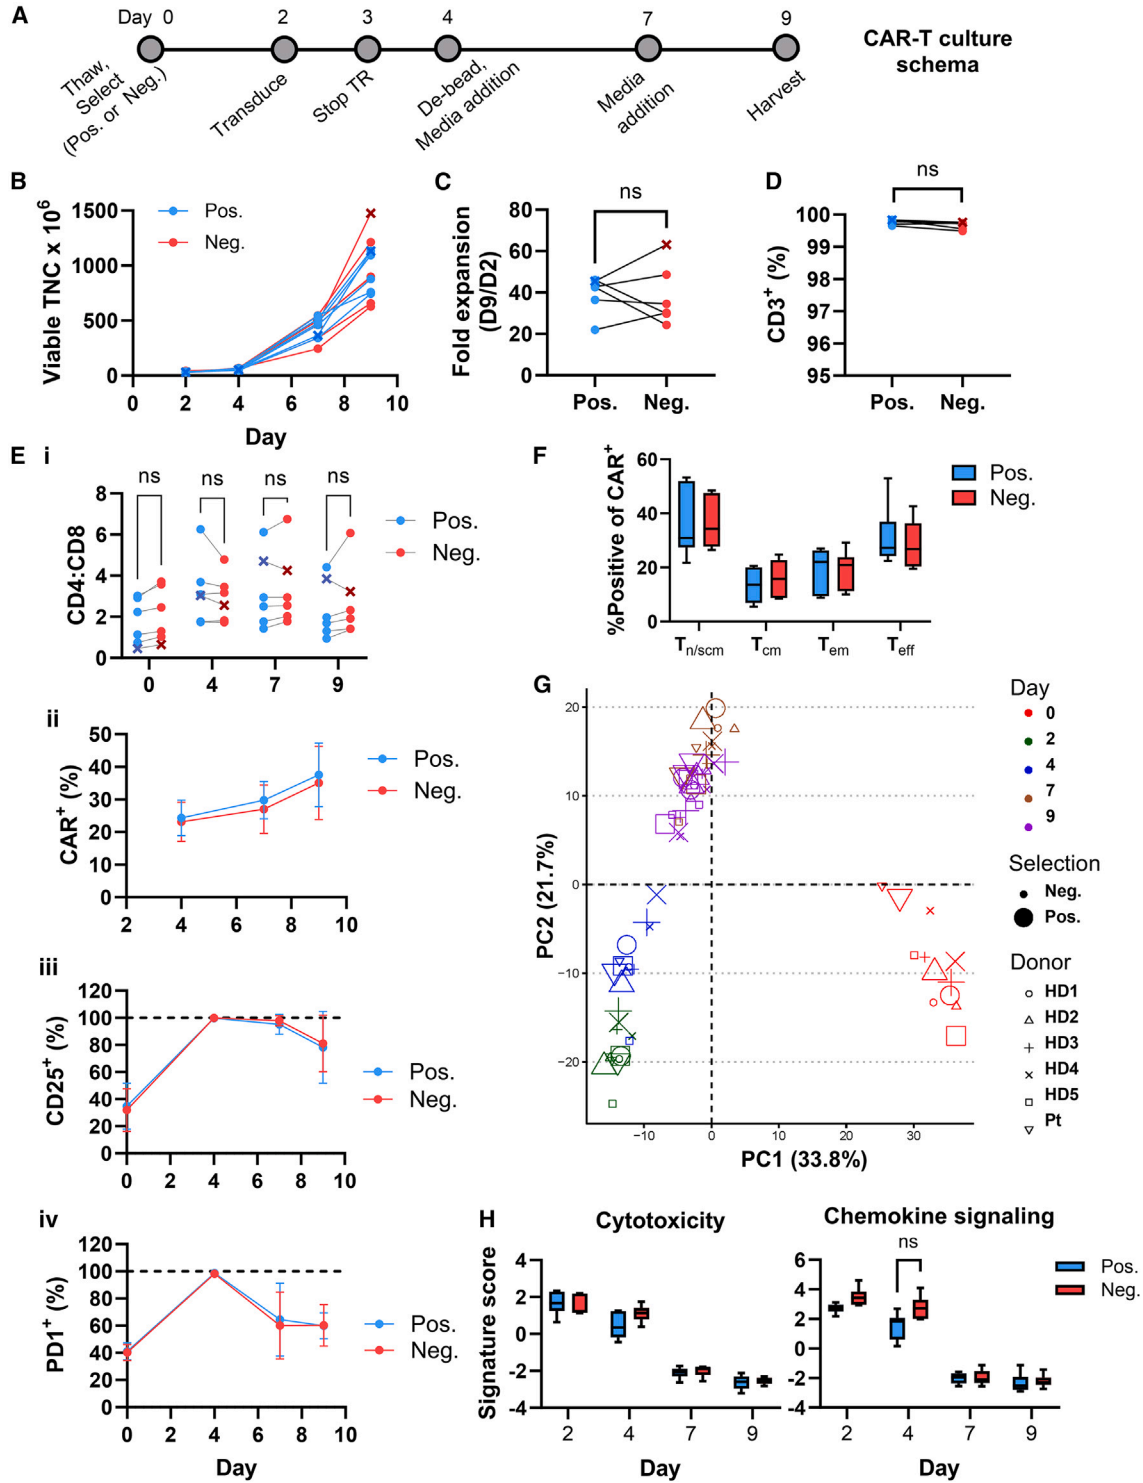 A
Day 0 2 3 4 7 9
CAR-T culture
schema
Thaw,
Select
(Pos. or Neg.)
Transduce
Stop TR
De-bead,
Media addition
Media
addition
Harvest
B
Viable TNC x 10⁶
1500
1000
500
0
0 2 4 6 8 10
Day
Pos.
Neg.
C
ns
Fold expansion
(D9/D2)
80
60
40
20
0
Pos. Neg.
D
ns
CD3⁺ (%)
100
99
98
97
96
95
Pos. Neg.
E i
ns ns ns ns
CD4:CD8
8
6
4
2
0
0 4 7 9
Pos.
Neg.
ii
CAR⁺ (%)
50
40
30
20
10
0
2 4 6 8 10
Pos.
Neg.
iii
CD25⁺ (%)
120
100
80
60
40
20
0
0 2 4 6 8 10
Pos.
Neg.
iv
PD1⁺ (%)
120
100
80
60
40
20
0
0 2 4 6 8 10
Day
Pos.
Neg.
F
%Positive of CAR⁺
60
40
20
0
Tn/scm Tcm Tem Teff
Pos.
Neg.
G
PC2 (21.7%)
20
10
0
−10
−20
−10 0 10 20 30
PC1 (33.8%)
Day
0
2
4
7
9
Selection
Neg.
Pos.
Donor
HD1
HD2
HD3
HD4
HD5
Pt
H
Cytotoxicity
Signature score
4
2
0
-2
-4
2 4 7 9
Day
Chemokine signaling
ns
6
4
2
0
-2
-4
2 4 7 9
Day
Pos.
Neg.